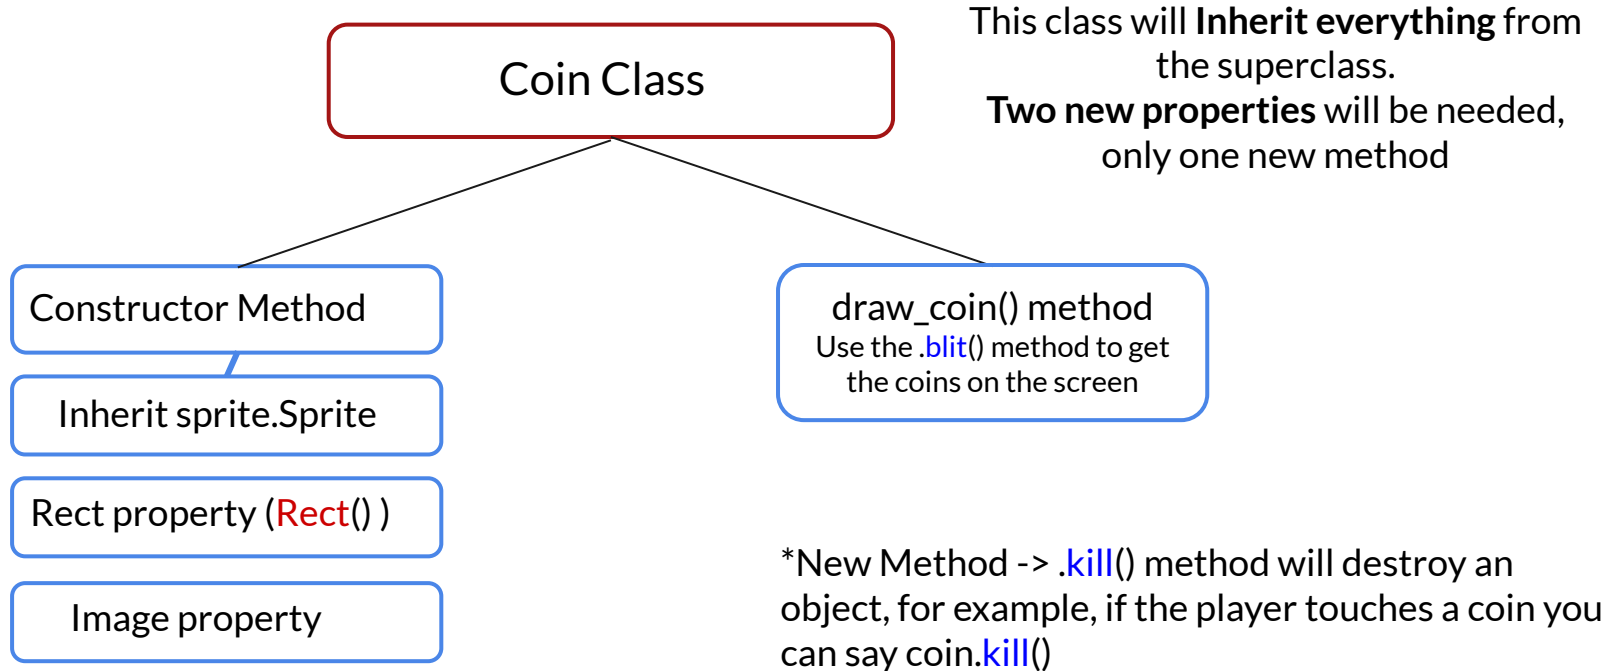 Coin Class
This class will Inherit everything from
the superclass.
Two new properties will be needed,
only one new method
Constructor Method
Inherit sprite.Sprite
Rect property (Rect() )
Image property
draw_coin() method
Use the .blit() method to get
the coins on the screen
*New Method -> .kill() method will destroy an
object, for example, if the player touches a coin you
can say coin.kill()